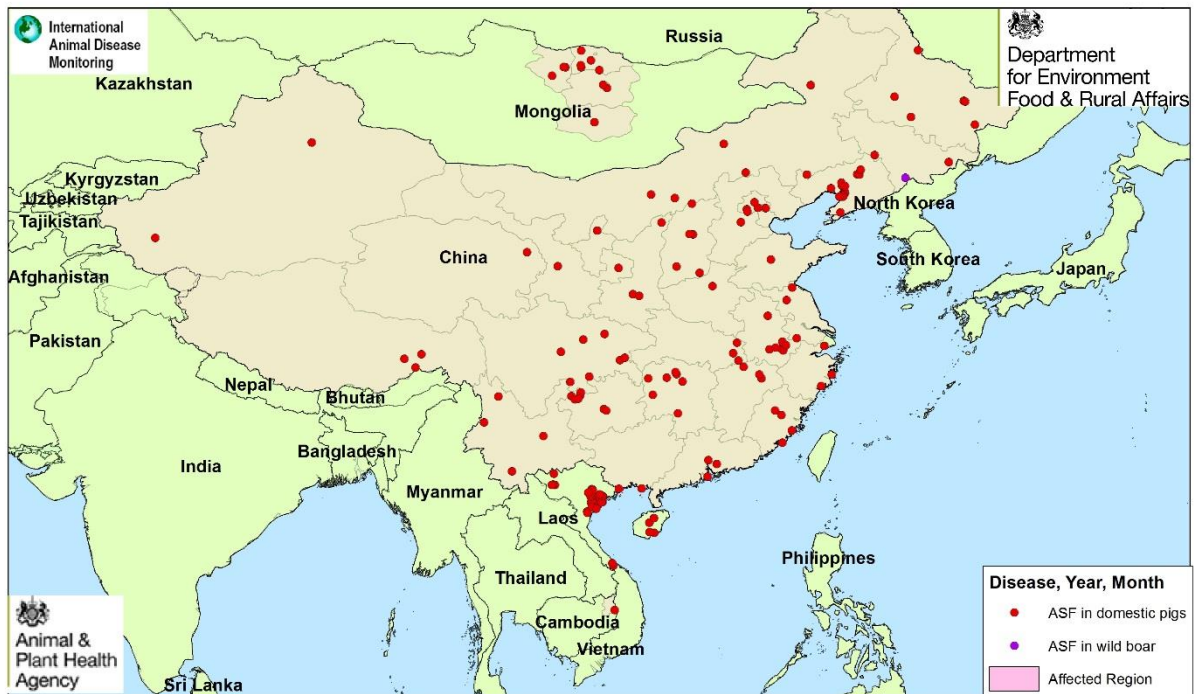 International
Animal Disease
Monitoring
Department
for Environment
Food & Rural Affairs
Russia
Kazakhstan
Mongolia
Kyrgyzstan
Uzbekistan
Tajikistan
North Korea
Afghanistan
China
South Korea
Japan
Pakistan
Nepal
Bhutan
Bangladesh
India
Myanmar
Laos
Philippines
Thailand
Cambodia
Vietnam
Sri Lanka
Animal &
Plant Health
Agency
Disease, Year, Month
ASF in domestic pigs
ASF in wild boar
Affected Region